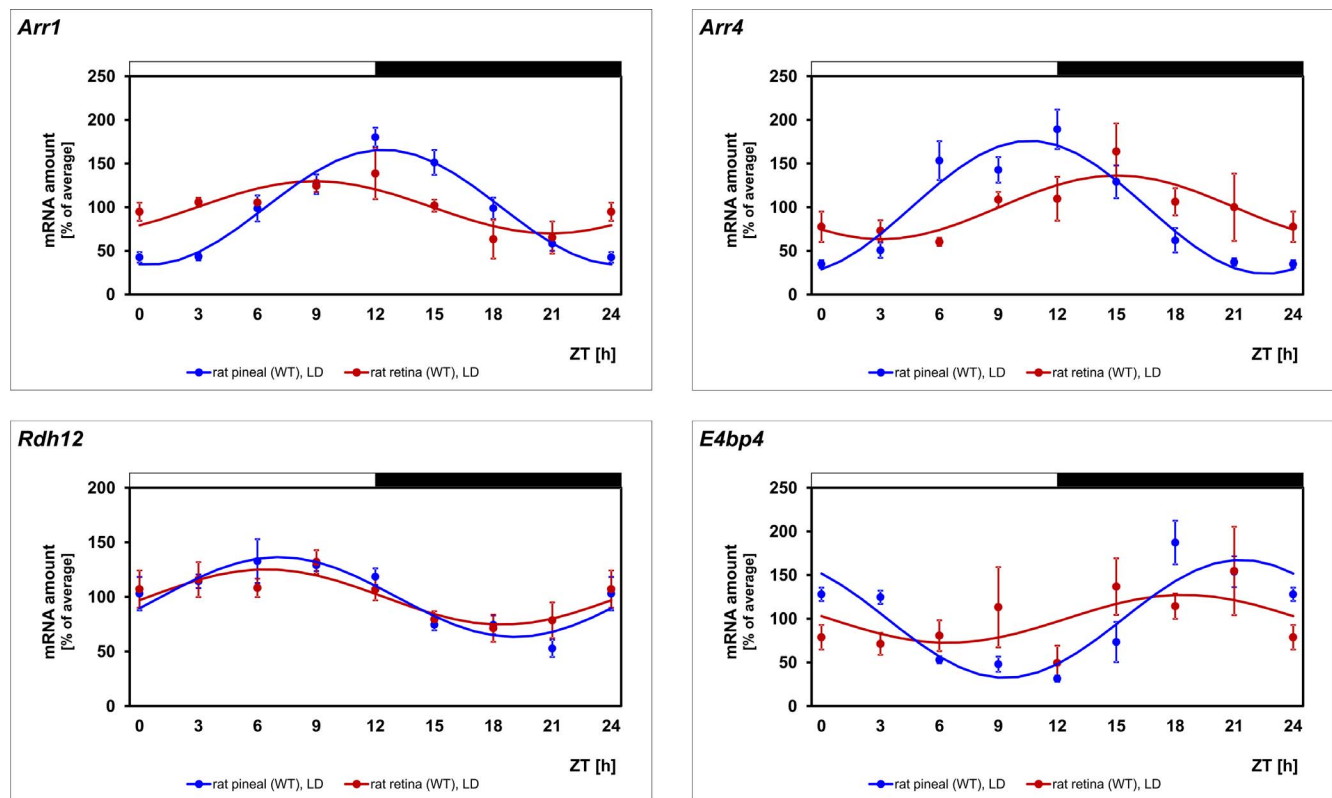 Arr1
mRNA amount
[% of average]
250
200
150
100
50
0
0 3 6 9 12 15 18 21 24
ZT [h]
rat pineal (WT), LD rat retina (WT), LD
Arr4
mRNA amount
[% of average]
250
200
150
100
50
0
0 3 6 9 12 15 18 21 24
ZT [h]
rat pineal (WT), LD rat retina (WT), LD
Rdh12
mRNA amount
[% of average]
200
150
100
50
0
0 3 6 9 12 15 18 21 24
ZT [h]
rat pineal (WT), LD rat retina (WT), LD
E4bp4
mRNA amount
[% of average]
250
200
150
100
50
0
0 3 6 9 12 15 18 21 24
ZT [h]
rat pineal (WT), LD rat retina (WT), LD